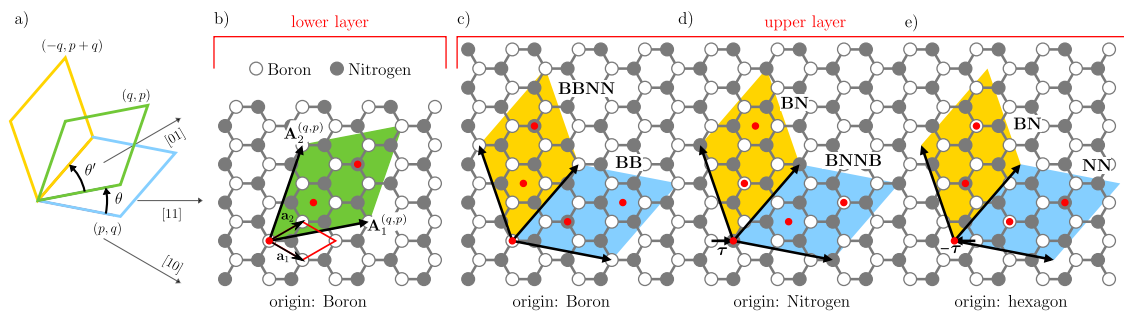 a)
(−q, p + q)
(q, p)
[01]
θ′
θ
[11]
(p, q)
[10]
b)
lower layer
Boron
Nitrogen
A₂^(q,p)
a₂
A₁^(q,p)
a₁
origin: Boron
upper layer
c)
BBNN
BB
origin: Boron
d)
BN
BNNB
τ
origin: Nitrogen
e)
BN
NN
−τ
origin: hexagon